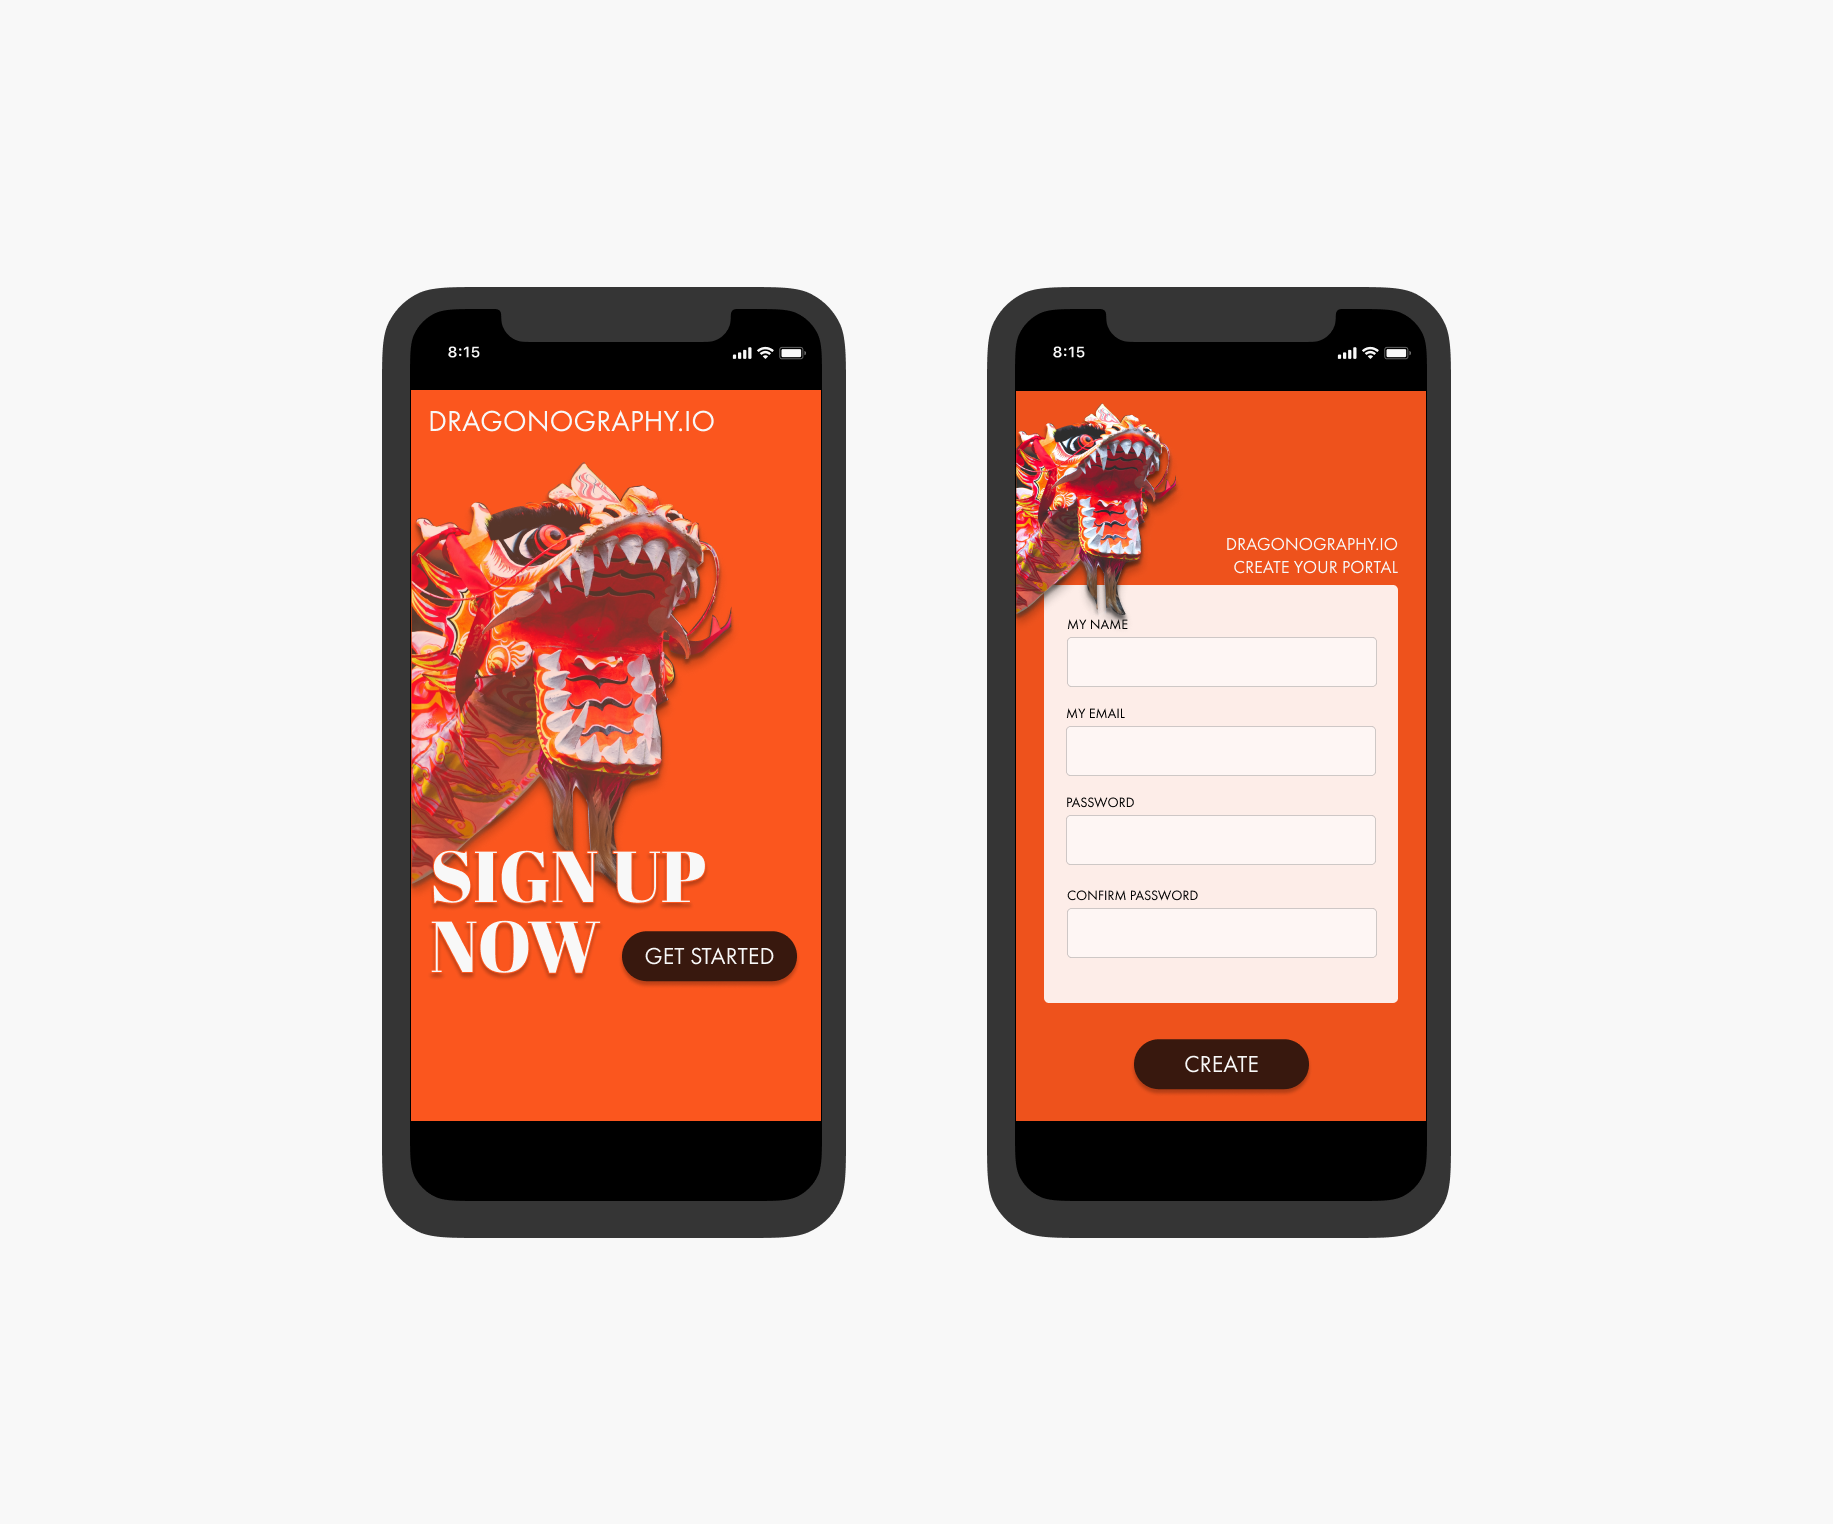 8:15
DRAGONOGRAPHY.IO
SIGN UP
NOW
GET STARTED
8:15
DRAGONOGRAPHY.IO
CREATE YOUR PORTAL
MY NAME
MY EMAIL
PASSWORD
CONFIRM PASSWORD
CREATE